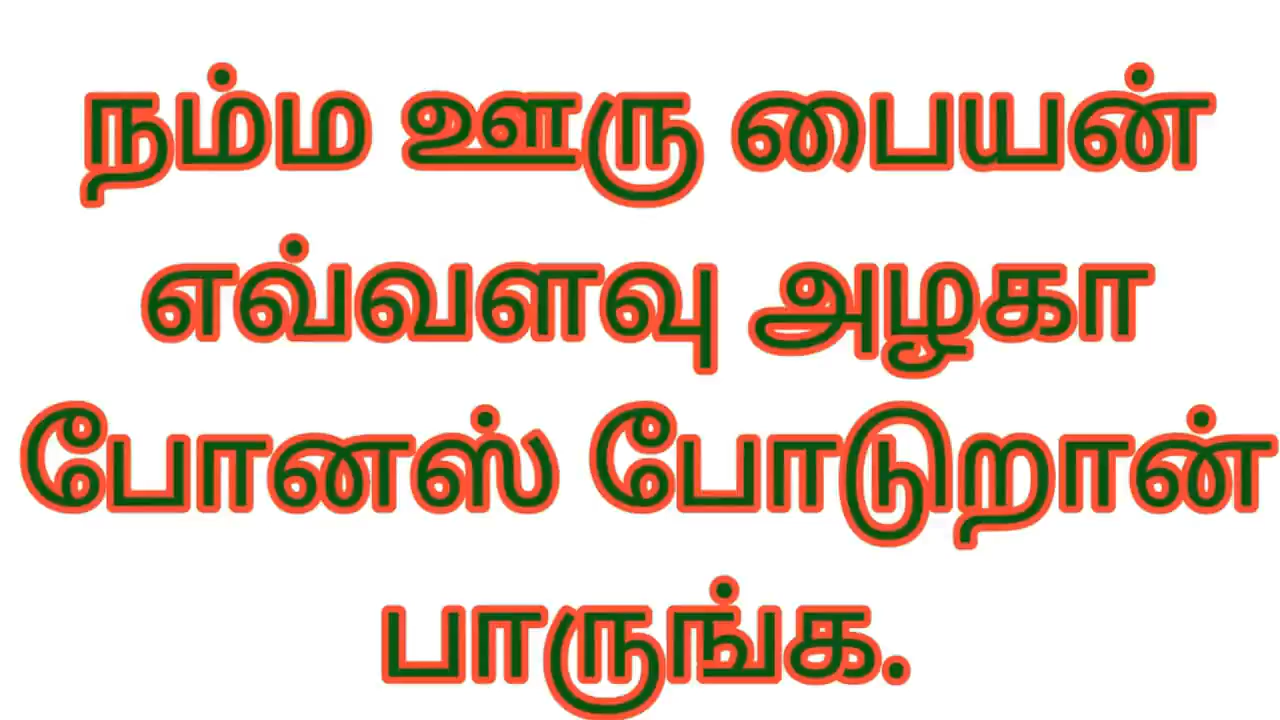 நம்ம ஊரு பையன்
எவ்வளவு அழகா
போனஸ் போடுறான்
பாருங்க.